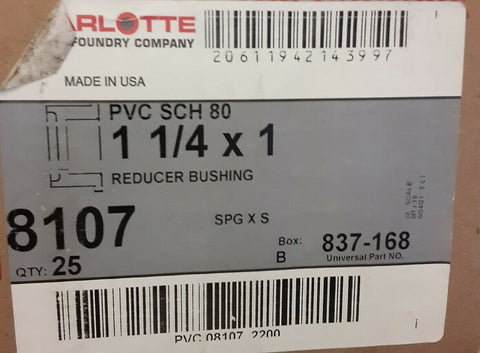 ARLOTTE
FOUNDRY COMPANY
20611942143997
MADE IN USA
PVC SCH 80
1 1/4 x 1
REDUCER BUSHING
8107
SPG X S
Box: 837-168
B Universal Part NO.
QTY: 25
PVC 08107 2200